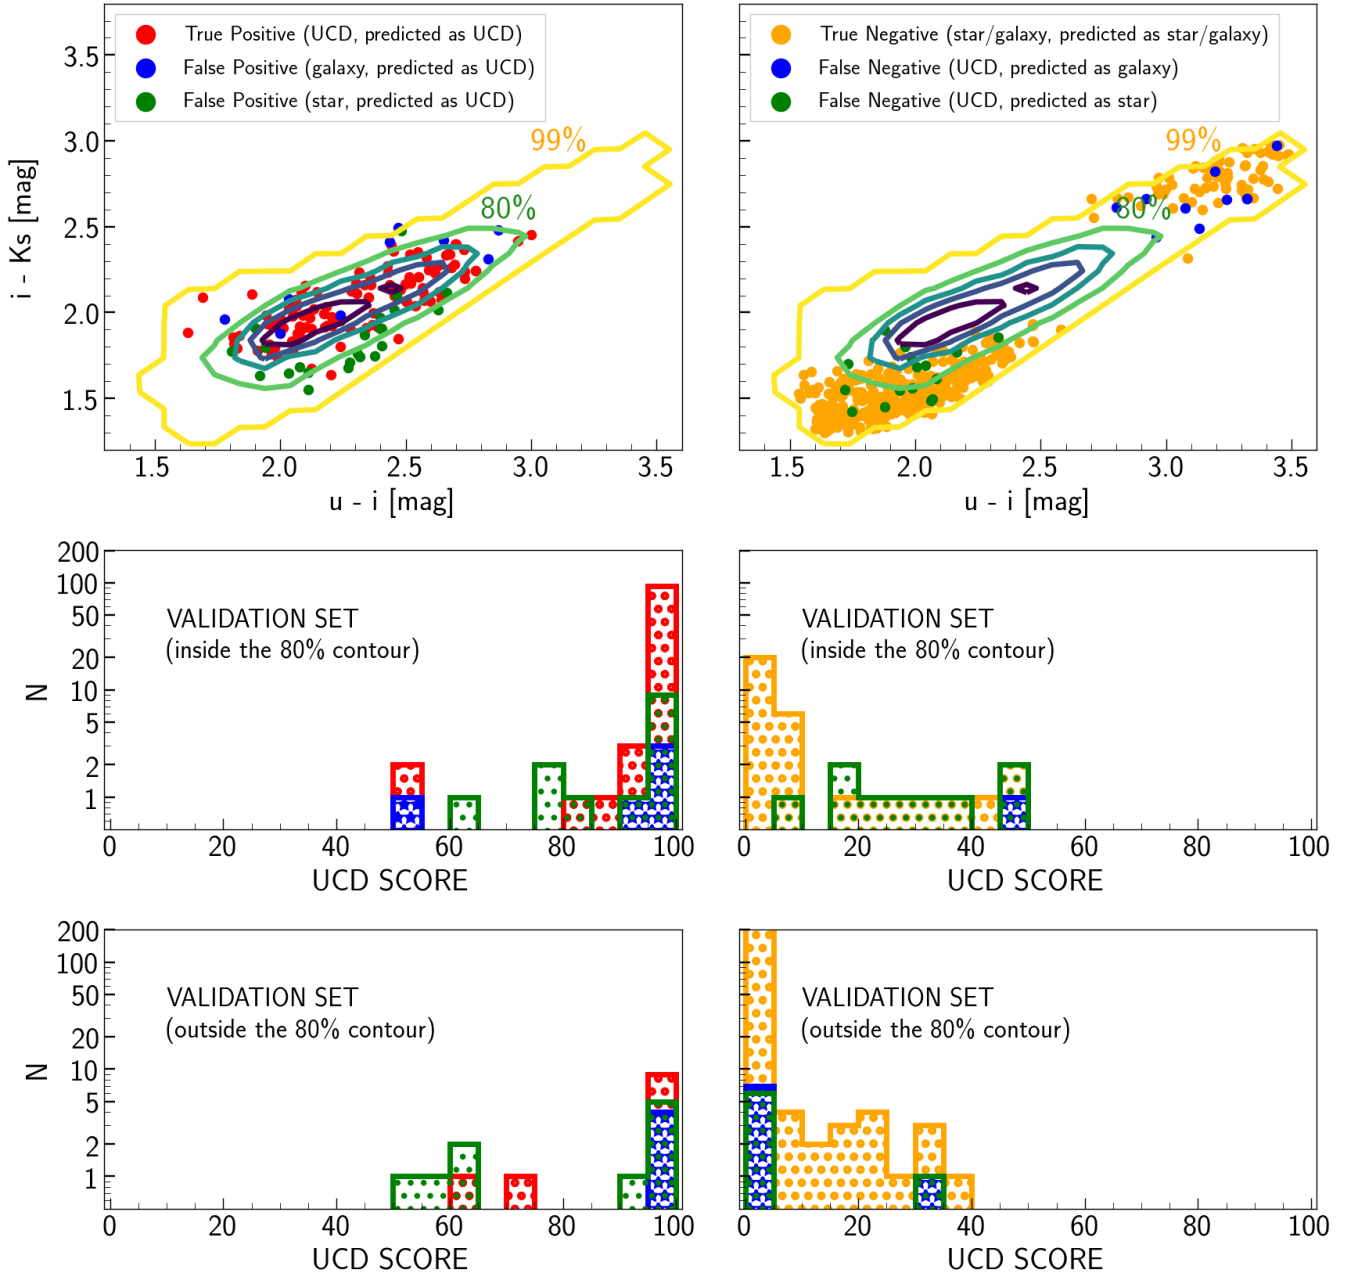 True Positive (UCD, predicted as UCD)
False Positive (galaxy, predicted as UCD)
False Positive (star, predicted as UCD)
99%
80%
3.5
3.0
2.5
2.0
1.5
i - Ks [mag]
1.5 2.0 2.5 3.0 3.5
u - i [mag]
True Negative (star/galaxy, predicted as star/galaxy)
False Negative (UCD, predicted as galaxy)
False Negative (UCD, predicted as star)
99%
80%
1.5 2.0 2.5 3.0 3.5
u - i [mag]
200
100
50
20
10
5
2
1
N
VALIDATION SET
(inside the 80% contour)
0 20 40 60 80 100
UCD SCORE
VALIDATION SET
(inside the 80% contour)
0 20 40 60 80 100
UCD SCORE
200
100
50
20
10
5
2
1
N
VALIDATION SET
(outside the 80% contour)
0 20 40 60 80 100
UCD SCORE
VALIDATION SET
(outside the 80% contour)
0 20 40 60 80 100
UCD SCORE